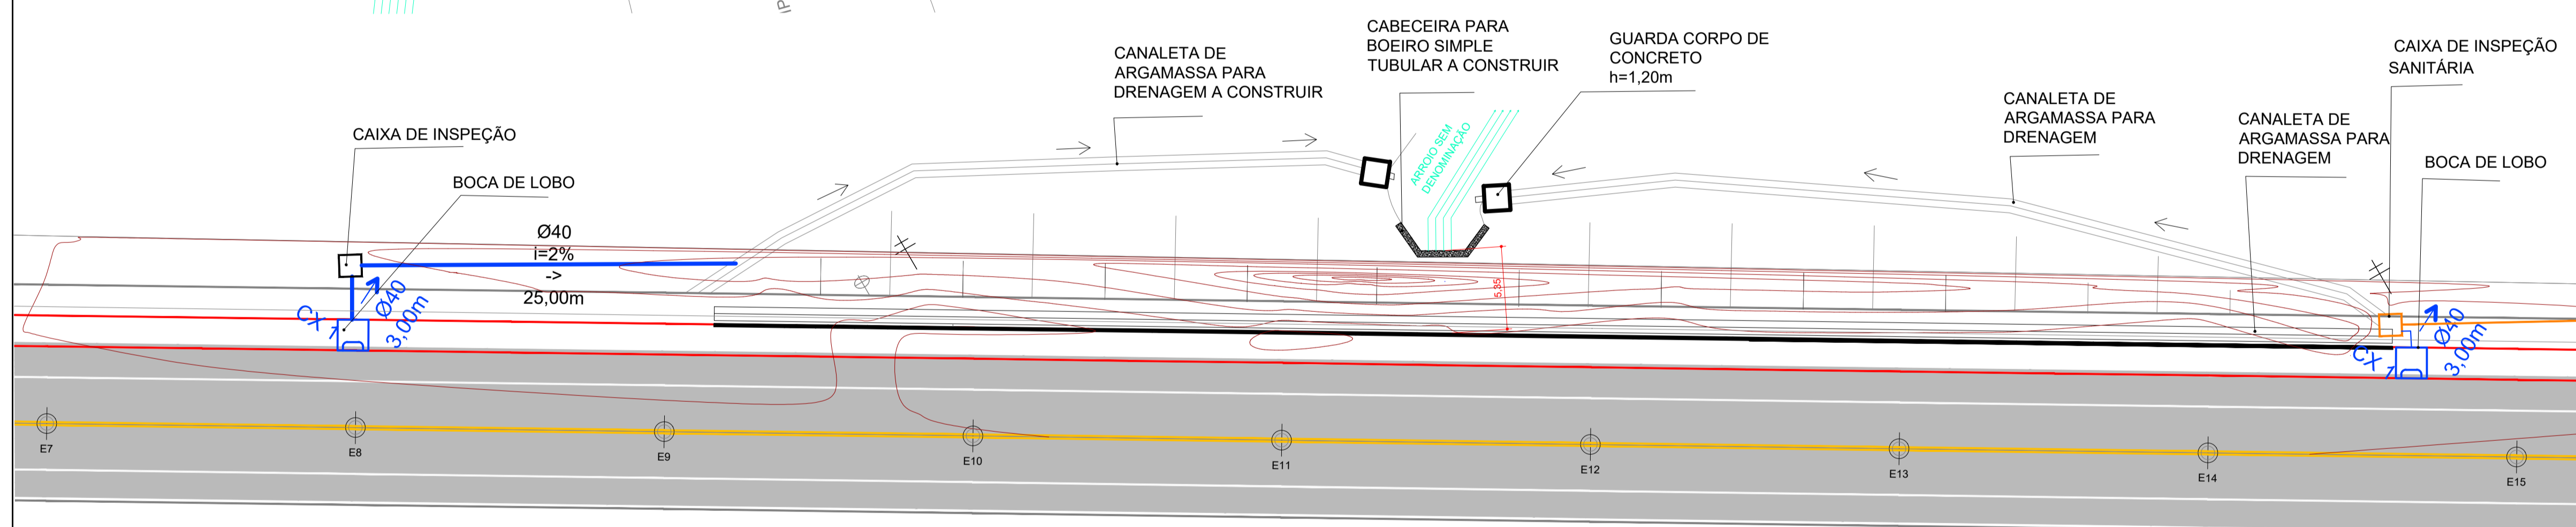 CABECEIRA PARA
BOEIRO SIMPLE
TUBULAR A CONSTRUIR
GUARDA CORPO DE
CONCRETO
h=1,20m
CANALETA DE
ARGAMASSA PARA
DRENAGEM A CONSTRUIR
CAIXA DE INSPEÇÃO
SANITÁRIA
CANALETA DE
ARGAMASSA PARA
DRENAGEM
CANALETA DE
ARGAMASSA PARA
DRENAGEM
BOCA DE LOBO
CAIXA DE INSPEÇÃO
BOCA DE LOBO
ARROIO SEM
DENOMINAÇÃO
Ø40
i=2%
->
25,00m
5,35
CX 1
Ø40
3,00m
CX 1
Ø40
3,00m
E7
E8
E9
E10
E11
E12
E13
E14
E15